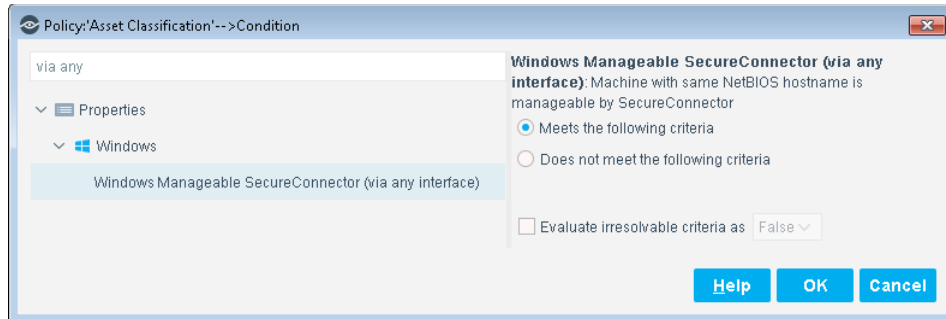 Policy:'Asset Classification'-->Condition
via any
Properties
Windows
Windows Manageable SecureConnector (via any interface)
Windows Manageable SecureConnector (via any
interface): Machine with same NetBIOS hostname is
manageable by SecureConnector
Meets the following criteria
Does not meet the following criteria
Evaluate irresolvable criteria as False
Help OK Cancel